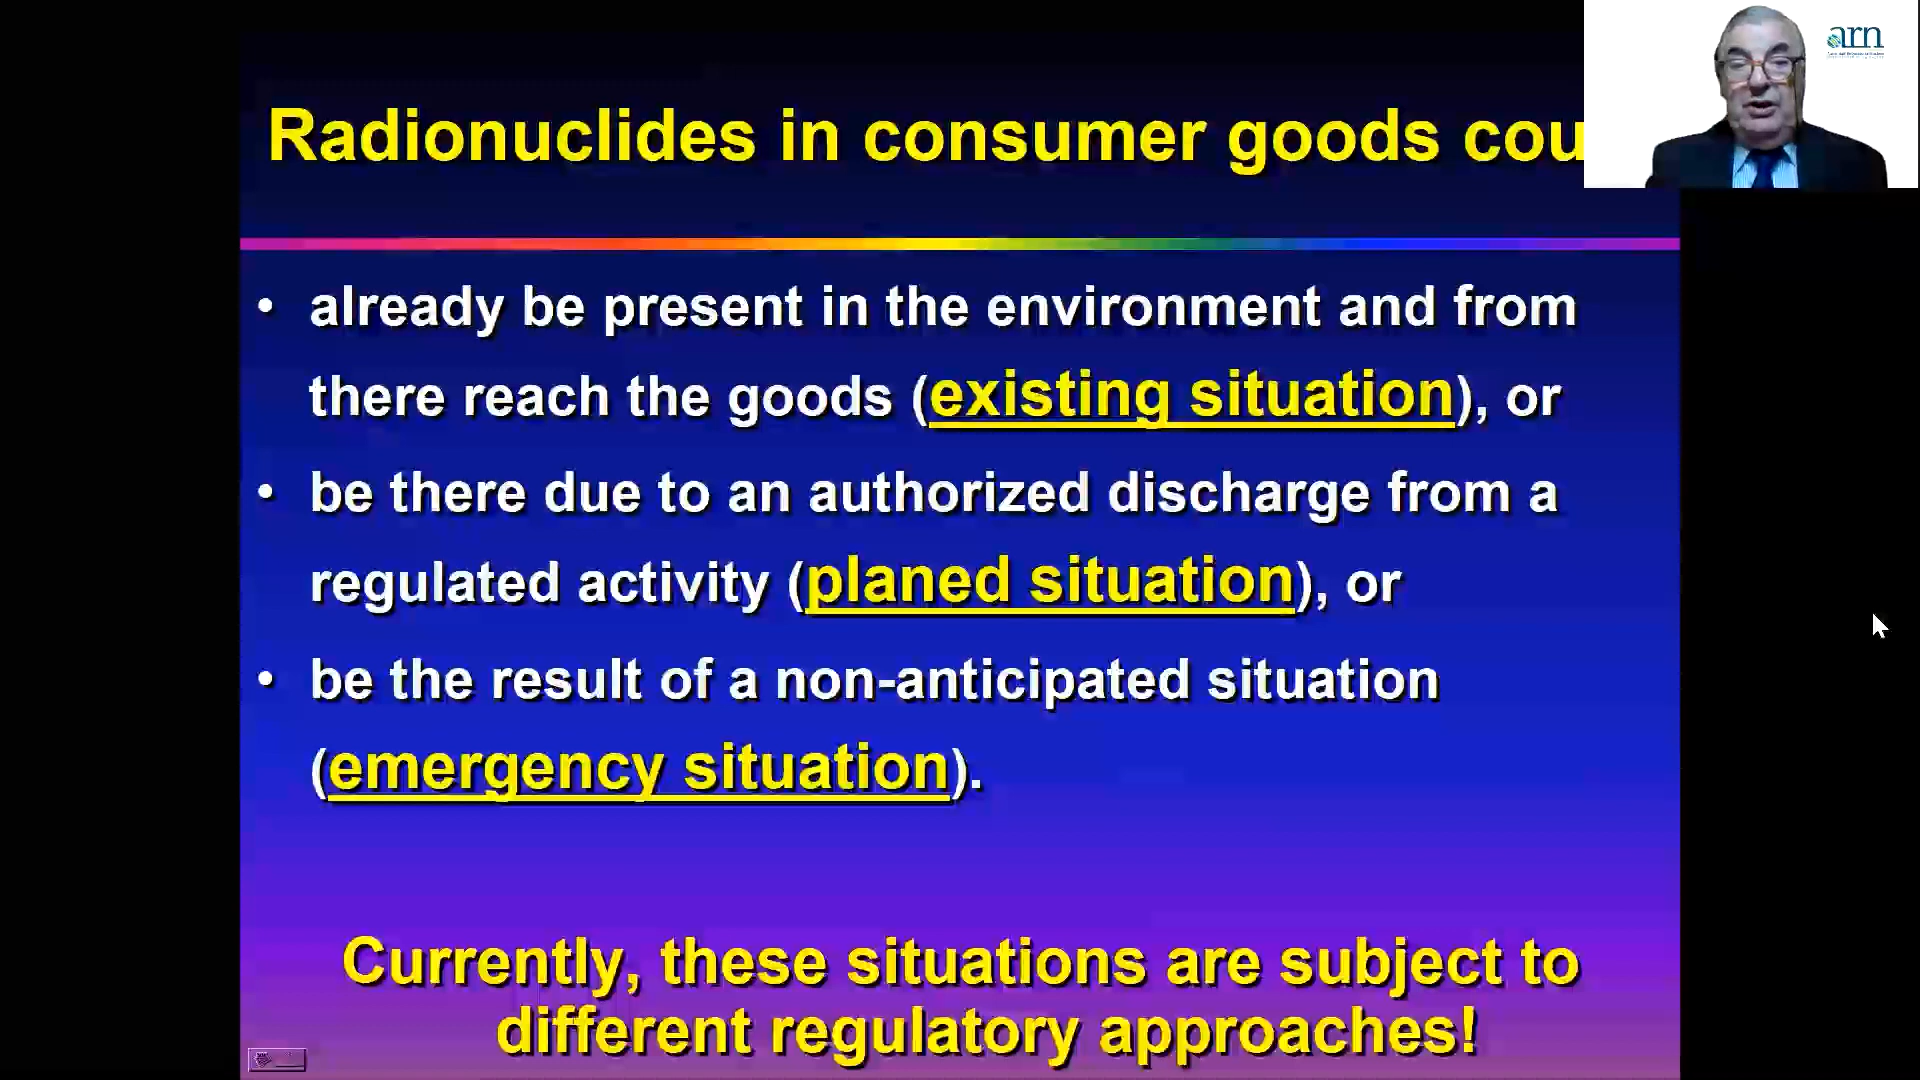 Radionuclides in consumer goods cou
arn
• already be present in the environment and from
there reach the goods (existing situation), or
• be there due to an authorized discharge from a
regulated activity (planed situation), or
• be the result of a non-anticipated situation
(emergency situation).
Currently, these situations are subject to
different regulatory approaches!